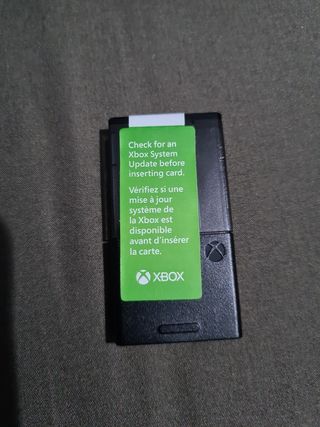 Check for an
Xbox System
Update before
inserting card.
Vérifiez si une
mise à jour
système de
la Xbox est
disponible
avant d'insérer
la carte.
XBOX